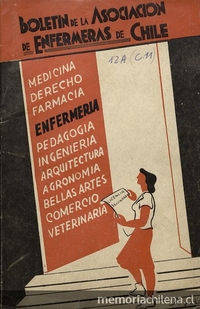 BOLETIN DE LA ASOCIACION
DE ENFERMERAS DE CHILE
12A (C.11)
MEDICINA
DERECHO
FARMACIA
ENFERMERIA
PEDAGOGIA
INGENIERIA
ARQUITECTURA
AGRONOMIA
BELLAS ARTES
COMERCIO
VETERINARIA
LICENCIA
memoriachilena.cl